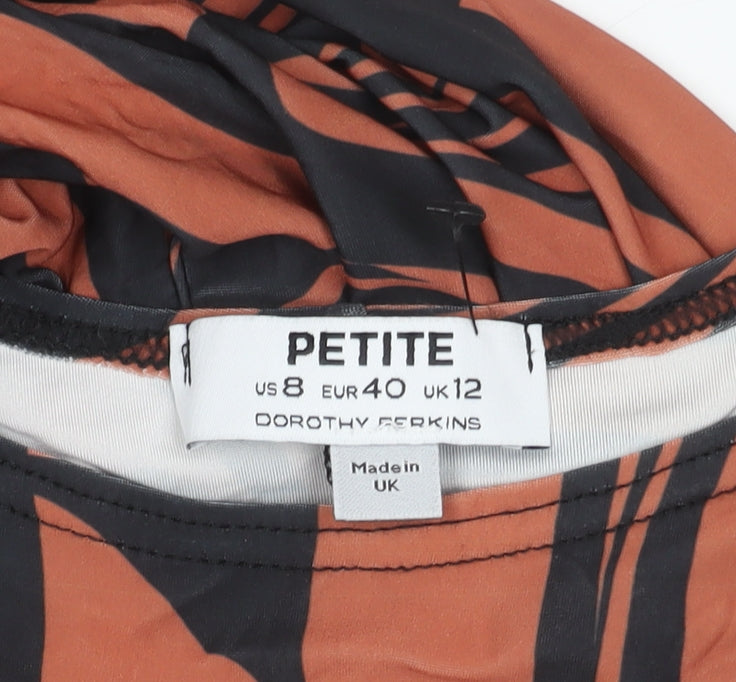 PETITE
US 8 EUR 40 UK 12
DOROTHY PERKINS
Made in
UK